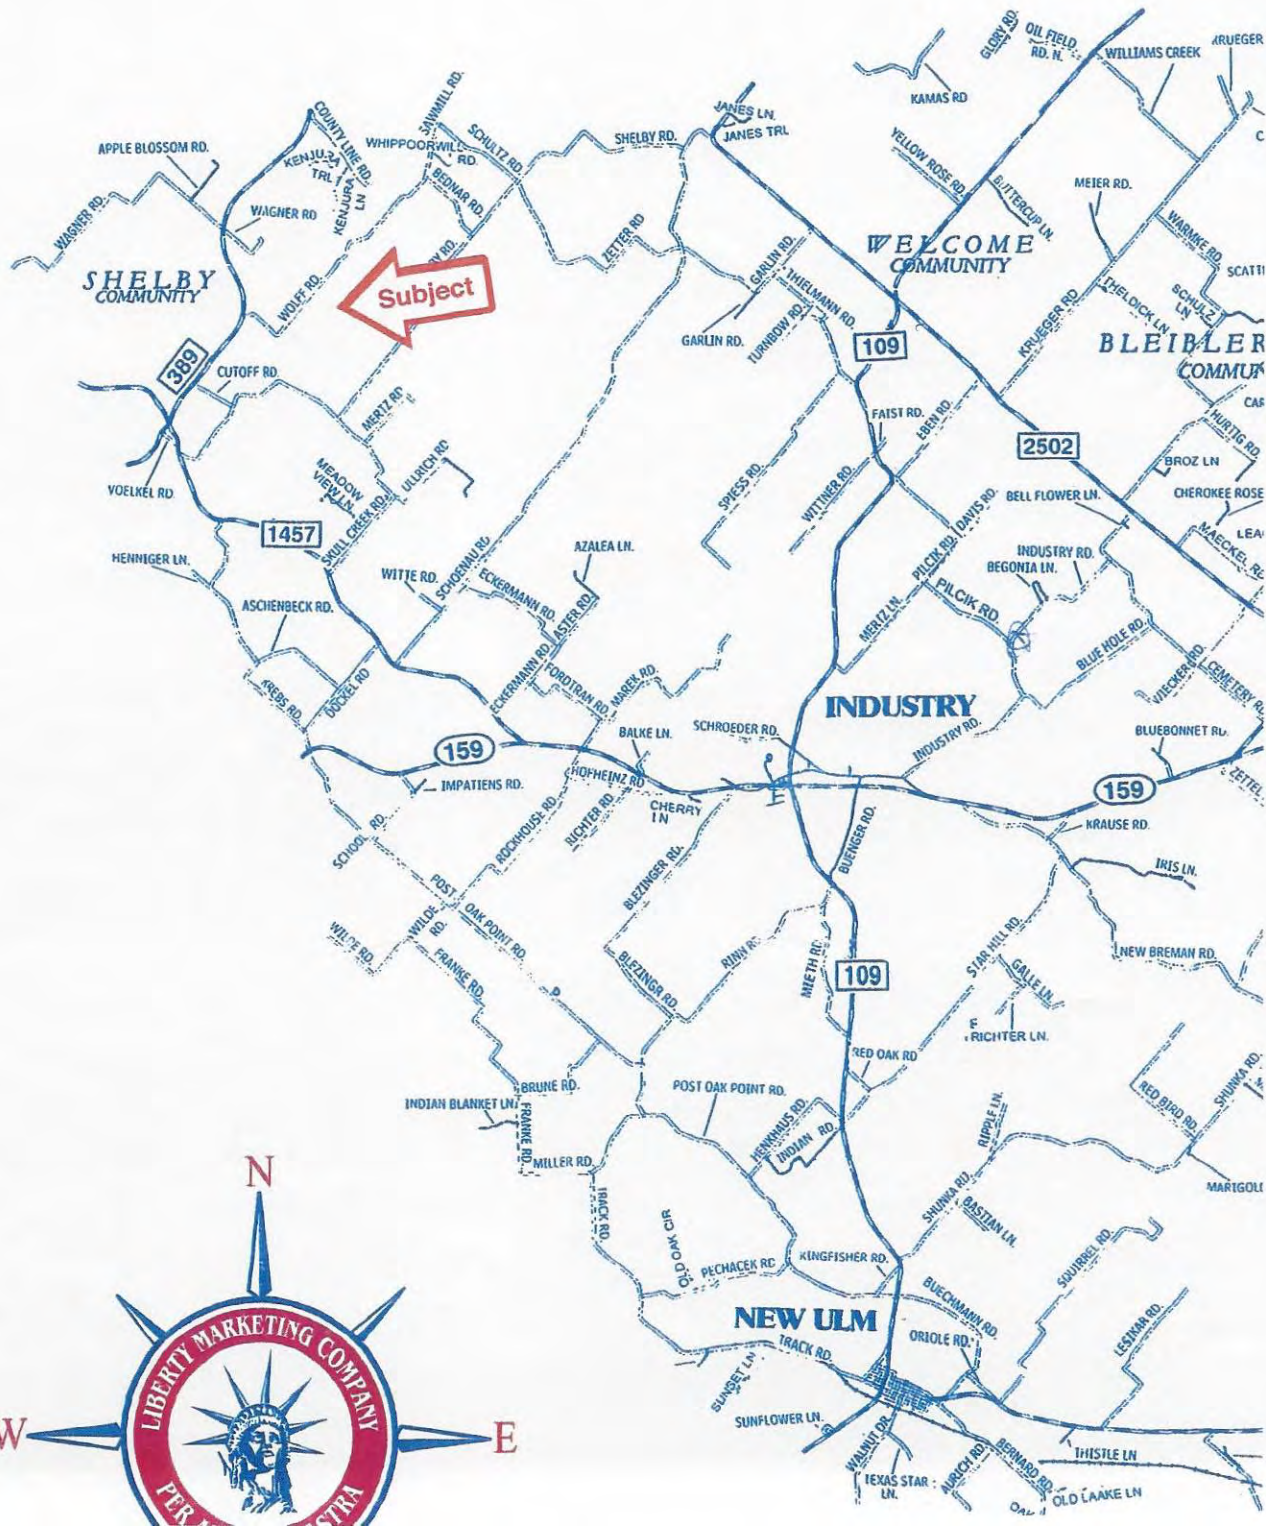 GLORY RD.
OIL FIELD
RD. N.
WILLIAMS CREEK
KRUEGER
KAMAS RD
JANES LN.
JANES TRL
SHELBY RD.
SAWMILL RD.
SCHULTZ RD.
WHIPPOORWILL
RD.
BEDNAR RD.
COUNTY LINE RD.
KENJURA
TRL
KENJURA
LN
APPLE BLOSSOM RD.
WAGNER RD.
WAGNER RD
YELLOW ROSE RD.
BUTTERCUP LN.
MEIER RD.
WARMKE RD.
SCHULZ
LN
THELDICK LN
KRUEGER RD
WELCOME
COMMUNITY
ZETTER RD
GARLIN RD.
THIELMANN RD.
TURNBOW RD.
GARLIN RD.
SHELBY
COMMUNITY
WOLFF RD.
Subject
389
109
BLEIBLER
CUTOFF RD.
MERTZ RD
FAIST RD.
EBEN RD.
2502
HURTIG RD.
BROZ LN
CHEROKEE ROSE
BELL FLOWER LN.
MAECKEL
VOELKEL RD
MEADOW
VIEW LN.
ULLRICH RD
SKULL CREEK RD.
SPIESS RD.
WITTNER RD.
DAVIS RD.
PILCIK RD.
1457
HENNIGER LN.
ASCHENBECK RD.
WITTE RD.
SCHOENAU RD
AZALEA LN.
ECKERMANN RD.
ASTER RD.
INDUSTRY RD.
BEGONIA LN.
PILCIK RD.
MERTZ LN.
BLUE HOLE RD.
VIECKER RD.
CEMETERY R
KREBS RD.
DOCKEL RD
ECKERMANN RD.
FORDTRAN RD.
MAREK RD.
INDUSTRY
BALKE LN.
SCHROEDER RD.
INDUSTRY RD.
BLUEBONNET RD.
ZETTEL
159
IMPATIENS RD.
HOFHEINZ RD
CHERRY
LN
159
KRAUSE RD.
SCHOOL RD.
ROCKHOUSE RD.
RICHTER RD.
BUENGER RD.
IRIS LN.
POST OAK POINT RD.
WILDE
RD.
WILDE RD.
BLEZINGER RD.
BLEZINGR RD.
RINN RD.
MIETH RD.
STAR HILL RD.
GALLE LN.
NEW BREMAN RD.
FRANKE RD.
109
RICHTER LN.
RED OAK RD
BRUNE RD.
POST OAK POINT RD.
INDIAN BLANKET LN.
FRANKE RD.
HENKHAUS RD.
INDIAN RD.
RIPPLE LN.
RED BIRD RD.
SHUNKA RD.
MILLER RD.
TRACK RD.
MARIGOL
SHUNKA RD.
BASTIAN LN.
OLD OAK CIR
PECHACEK RD
KINGFISHER RD.
SQUIRREL RD.
BUECHMANN RD.
NEW ULM
ORIOLE RD.
LESIKAR RD.
TRACK RD.
SUNSET LN
SUNFLOWER LN.
WALNUT DR.
TEXAS STAR
LN.
AURICH RD.
BERNARD RD.
THISTLE LN
OLD LAAKE LN
N
W
E
LIBERTY MARKETING COMPANY